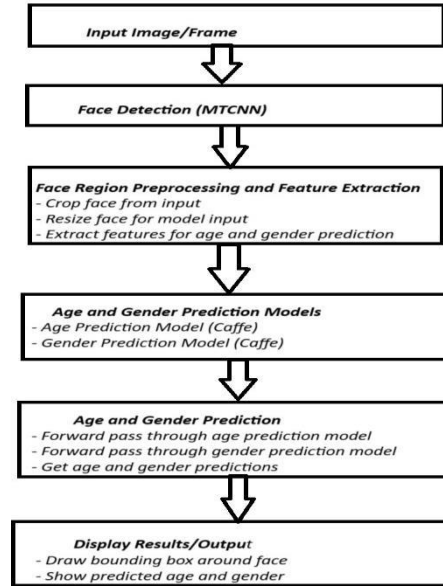 Input Image/Frame
Face Detection (MTCNN)
Face Region Preprocessing and Feature Extraction
- Crop face from input
- Resize face for model input
- Extract features for age and gender prediction
Age and Gender Prediction Models
- Age Prediction Model (Caffe)
- Gender Prediction Model (Caffe)
Age and Gender Prediction
- Forward pass through age prediction model
- Forward pass through gender prediction model
- Get age and gender predictions
Display Results/Output
- Draw bounding box around face
- Show predicted age and gender